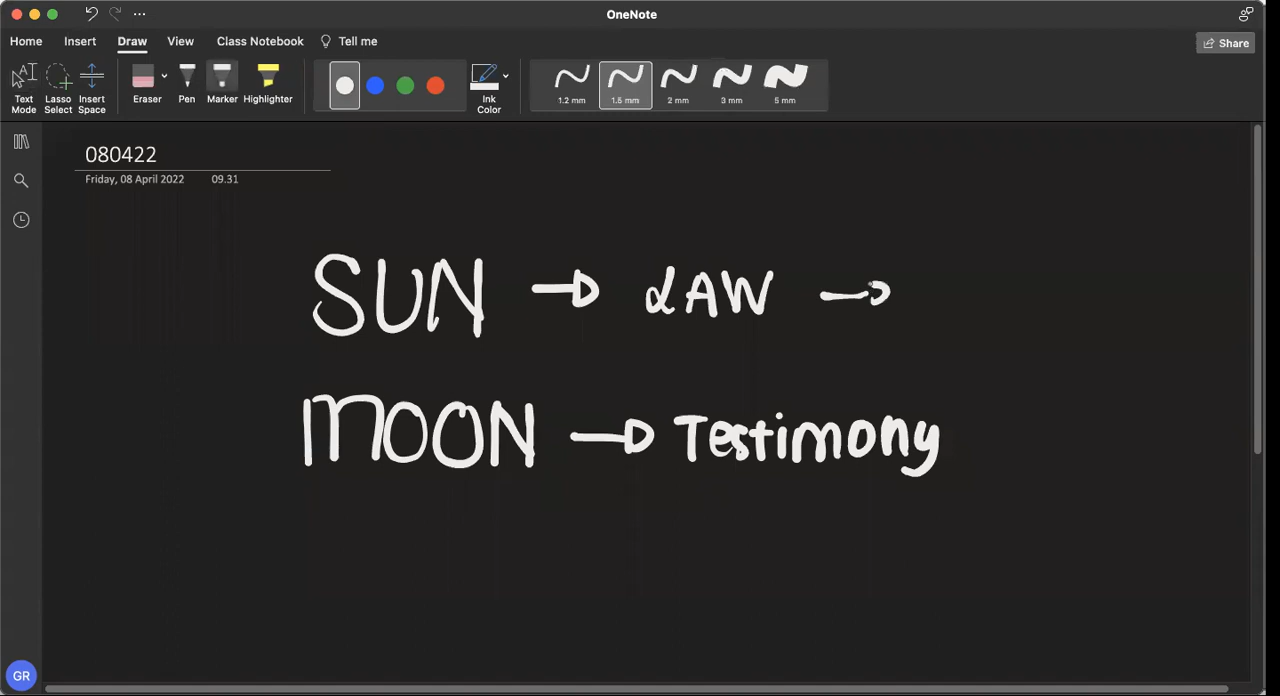 OneNote
Home Insert Draw View Class Notebook Tell me
Share
Text Mode
Lasso Select
Insert Space
Eraser
Pen
Marker
Highlighter
Ink Color
1.2 mm
1.5 mm
2 mm
3 mm
5 mm
080422
Friday, 08 April 2022 09.31
SUN → LAW →
MOON → Testimony
GR